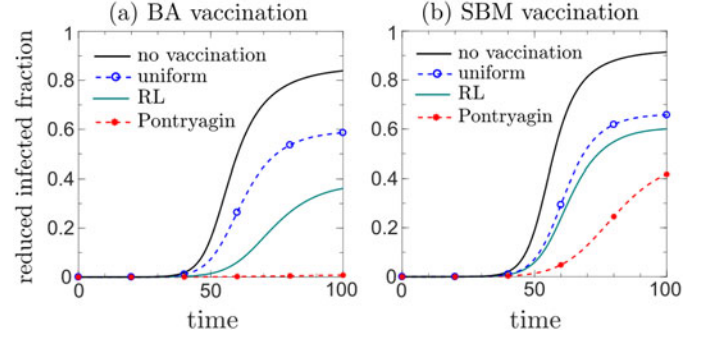 (a) BA vaccination
reduced infected fraction
1
0.8
0.6
0.4
0.2
0
no vaccination
uniform
RL
Pontryagin
0
50
100
time
(b) SBM vaccination
1
0.8
0.6
0.4
0.2
0
no vaccination
uniform
RL
Pontryagin
0
50
100
time